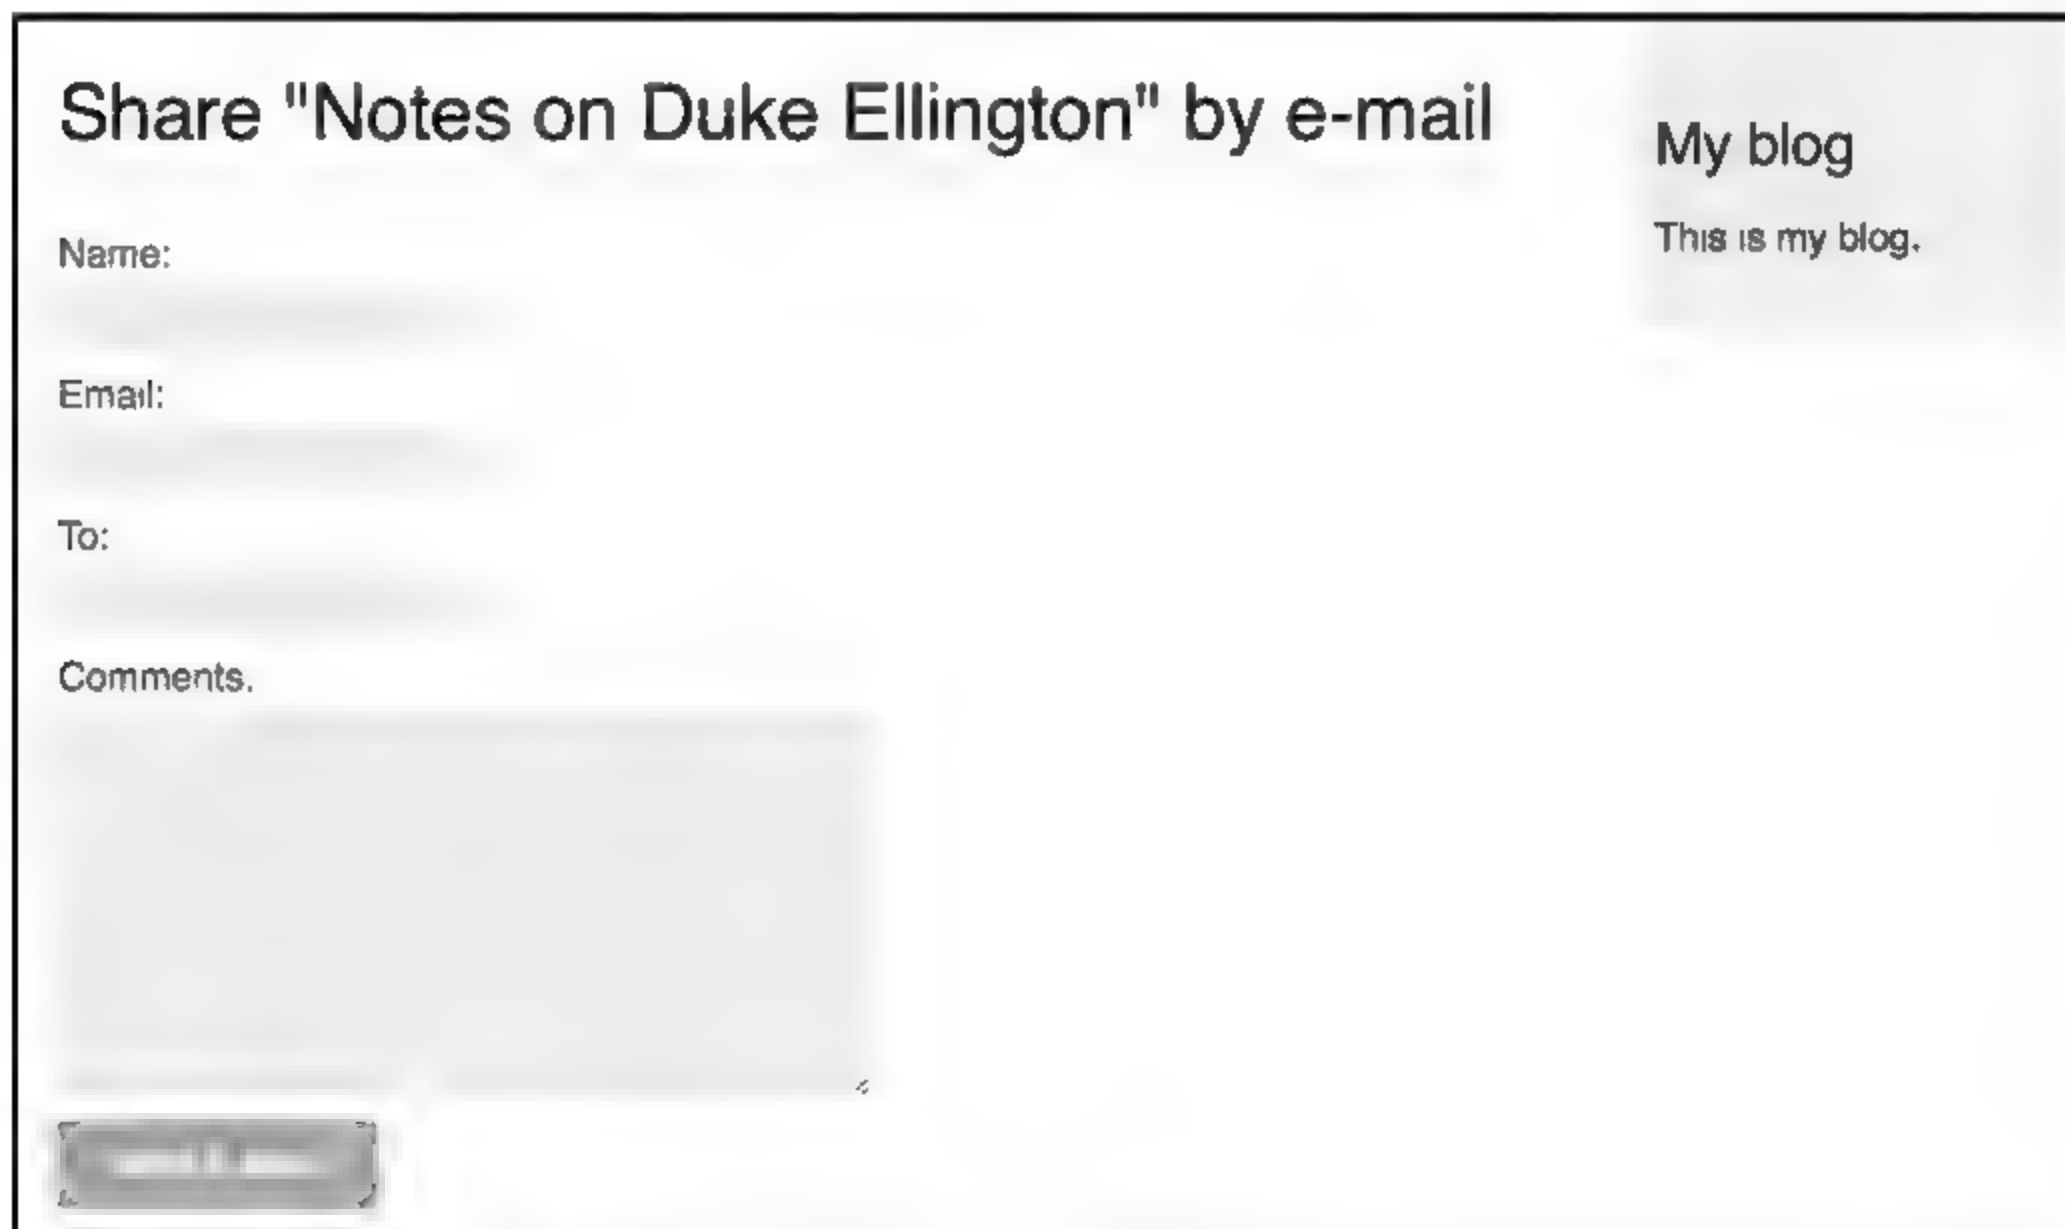 Share "Notes on Duke Ellington" by e-mail
Name:
Email:
To:
Comments.
My blog
This is my blog.